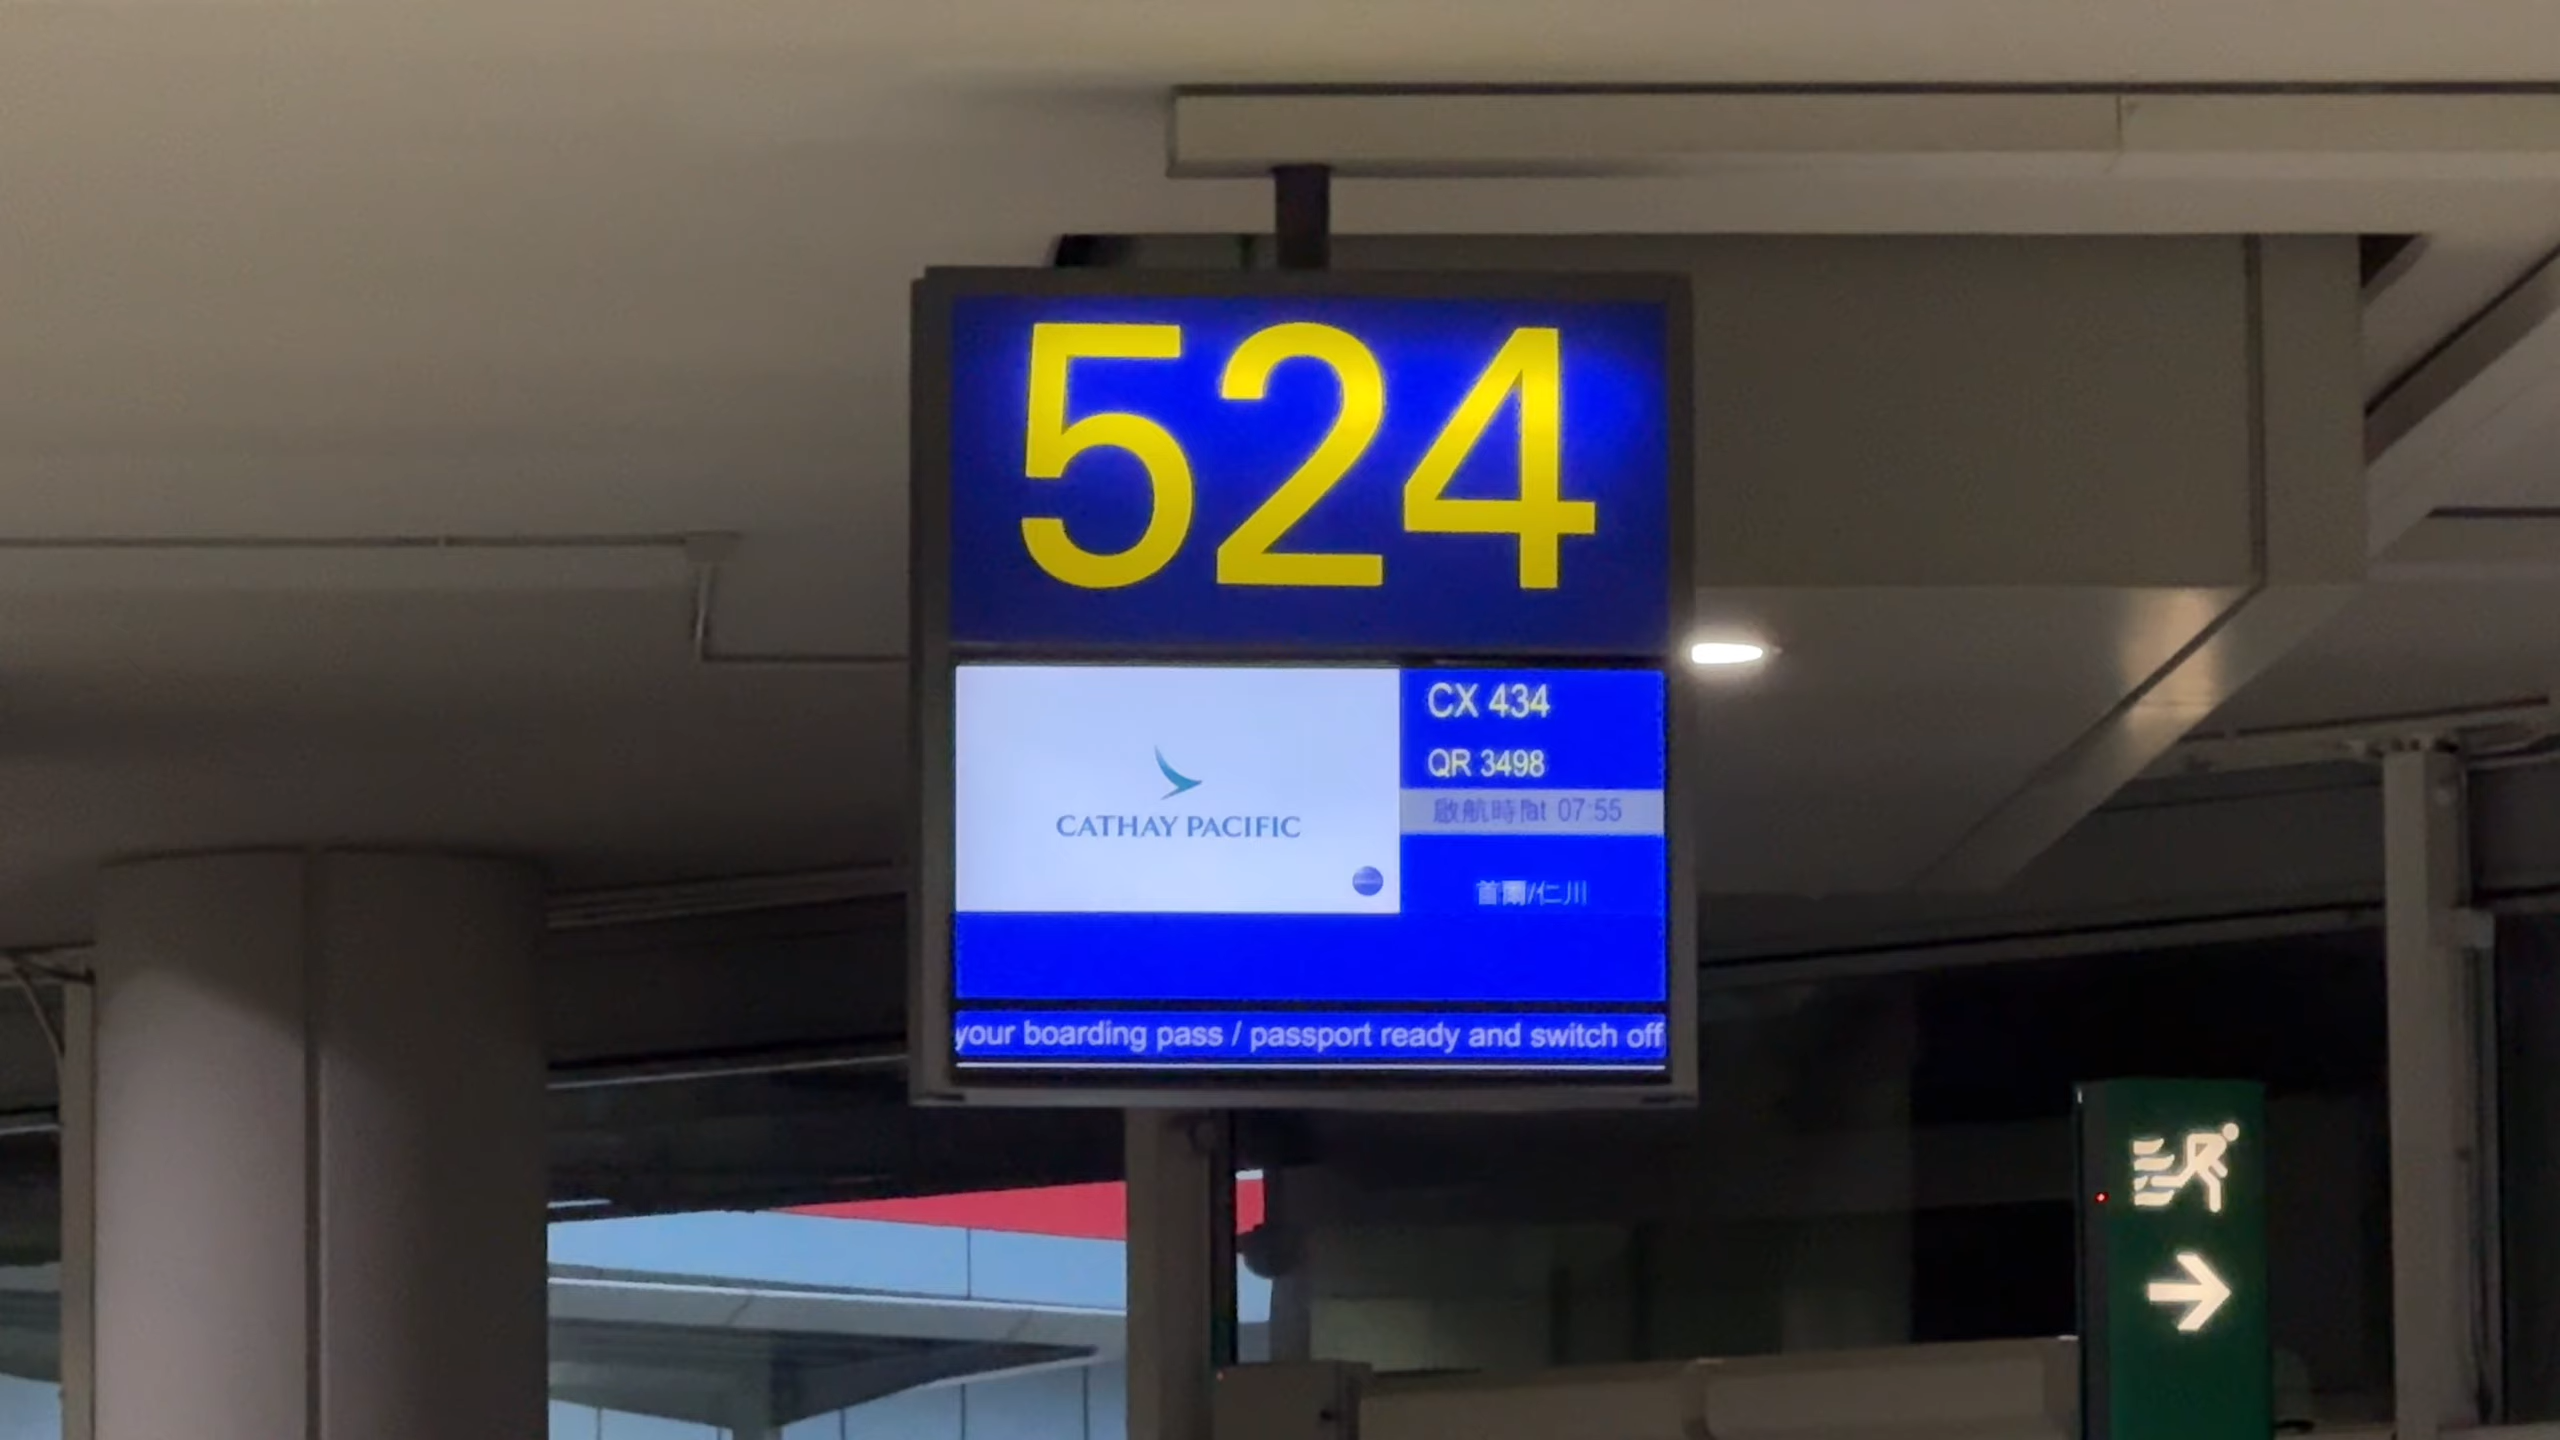 524
CATHAY PACIFIC
CX 434
QR 3498
啟航時 at 07:55
首爾/仁川
your boarding pass / passport ready and switch off